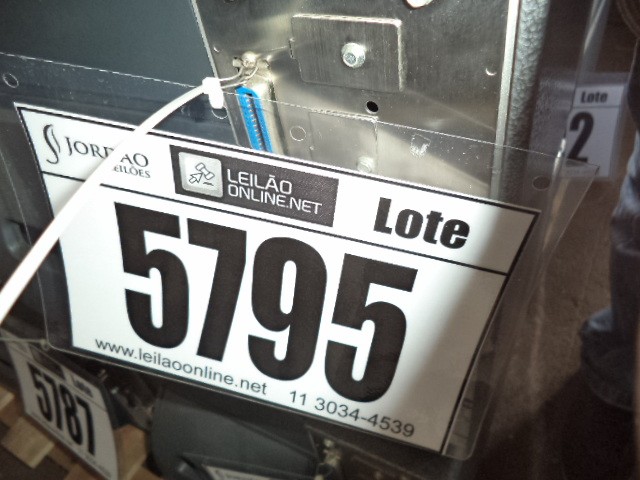 JORDÃO
LEILÕES
LEILÃO
ONLINE.NET
Lote
5795
www.leilaoonline.net
11 3034-4539
Lote
2
5787